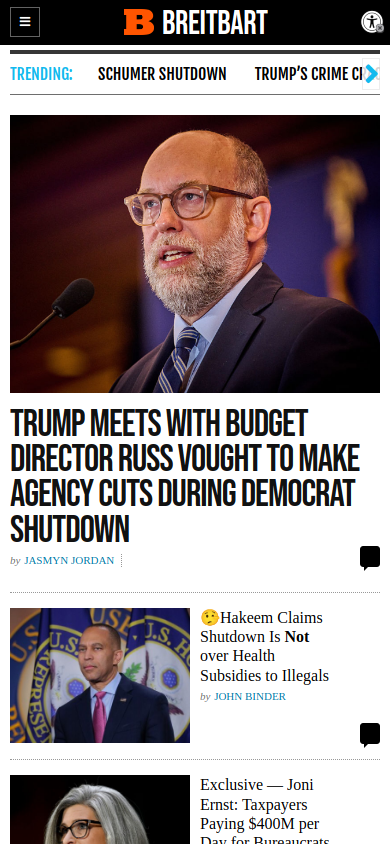 BREITBART
TRENDING:
SCHUMER SHUTDOWN
TRUMP'S CRIME
TRUMP MEETS WITH BUDGET
DIRECTOR RUSS VOUGHT TO MAKE
AGENCY CUTS DURING DEMOCRAT
SHUTDOWN
by JASMYN JORDAN
🤥Hakeem Claims
Shutdown Is Not
over Health
Subsidies to Illegals
by JOHN BINDER
Exclusive — Joni
Ernst: Taxpayers
Paying $400M per
Day for Bureaucrats